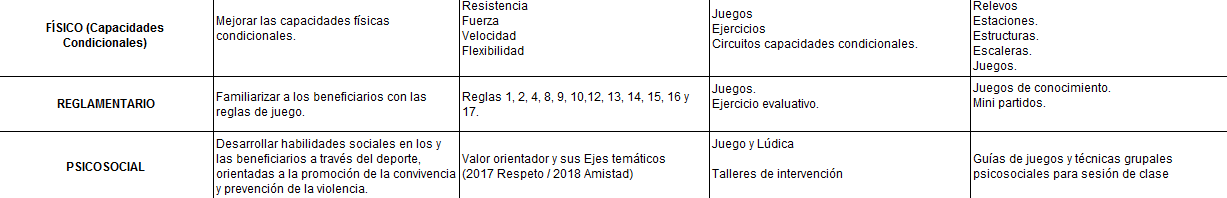 FÍSICO (Capacidades
Condicionales)
Mejorar las capacidades físicas
condicionales.
Resistencia
Fuerza
Velocidad
Flexibilidad
Juegos
Ejercicios
Circuitos capacidades condicionales.
Relevos
Estaciones.
Estructuras.
Escaleras.
Juegos.
REGLAMENTARIO
Familiarizar a los beneficiarios con las
reglas de juego.
Reglas 1, 2, 4, 8, 9, 10,12, 13, 14, 15, 16 y
17.
Juegos.
Ejercicio evaluativo.
Juegos de conocimiento.
Mini partidos.
PSICOSOCIAL
Desarrollar habilidades sociales en los y
las beneficiarios a través del deporte,
orientadas a la promoción de la convivencia
y prevención de la violencia.
Valor orientador y sus Ejes temáticos
(2017 Respeto / 2018 Amistad)
Juego y Lúdica
Talleres de intervención
Guías de juegos y técnicas grupales
psicosociales para sesión de clase